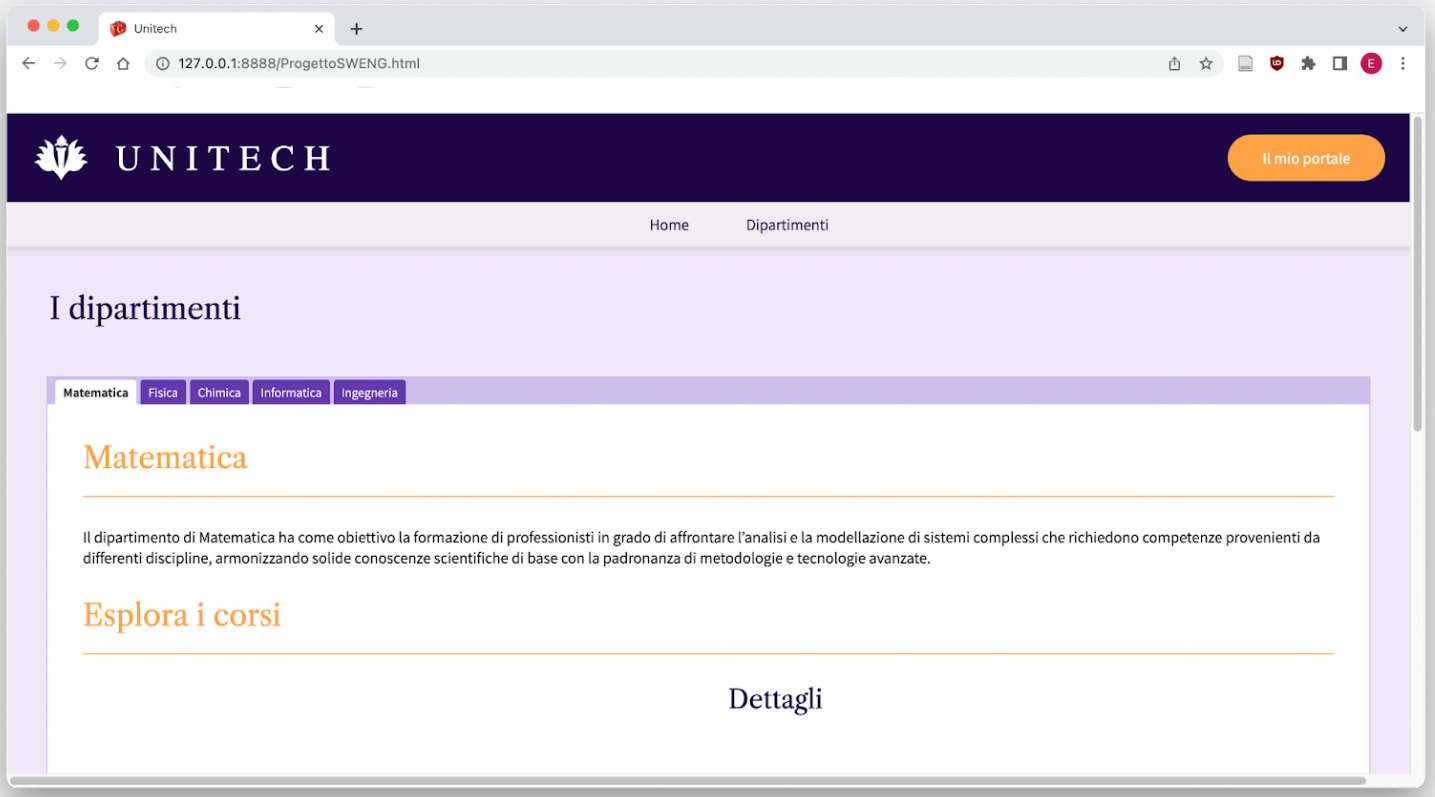 Unitech
127.0.0.1:8888/ProgettoSWENG.html
E
UNITECH
Il mio portale
Home Dipartimenti
I dipartimenti
Matematica Fisica Chimica Informatica Ingegneria
Matematica
Il dipartimento di Matematica ha come obiettivo la formazione di professionisti in grado di affrontare l’analisi e la modellazione di sistemi complessi che richiedono competenze provenienti da
differenti discipline, armonizzando solide conoscenze scientifiche di base con la padronanza di metodologie e tecnologie avanzate.
Esplora i corsi
Dettagli